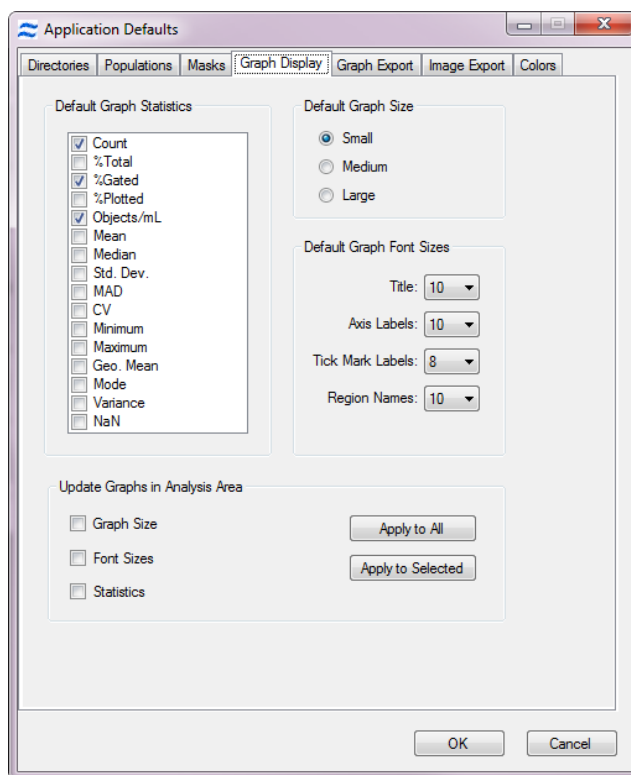 Application Defaults
Directories Populations Masks Graph Display Graph Export Image Export Colors
Default Graph Statistics
Count
%Total
%Gated
%Plotted
Objects/mL
Mean
Median
Std. Dev.
MAD
CV
Minimum
Maximum
Geo. Mean
Mode
Variance
NaN
Default Graph Size
Small
Medium
Large
Default Graph Font Sizes
Title: 10
Axis Labels: 10
Tick Mark Labels: 8
Region Names: 10
Update Graphs in Analysis Area
Graph Size
Font Sizes
Statistics
Apply to All
Apply to Selected
OK Cancel